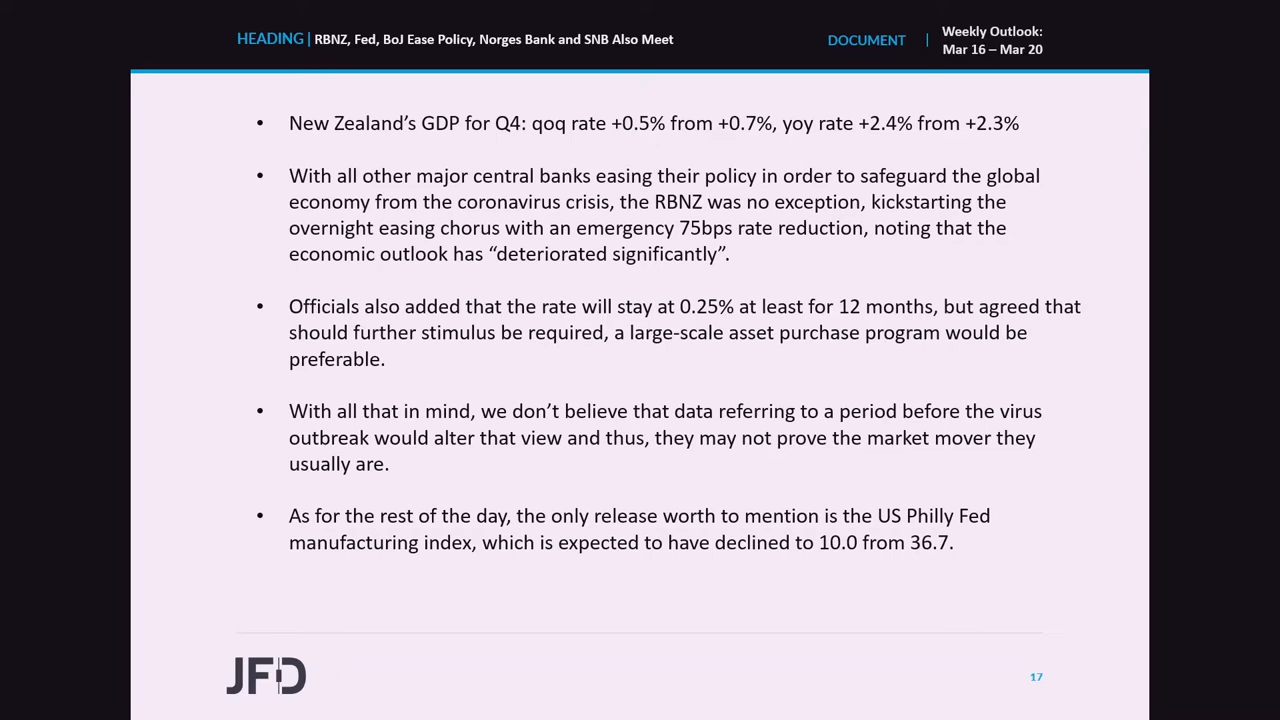 HEADING | RBNZ, Fed, BoJ Ease Policy, Norges Bank and SNB Also Meet
DOCUMENT | Weekly Outlook:
Mar 16 – Mar 20
• New Zealand’s GDP for Q4: qoq rate +0.5% from +0.7%, yoy rate +2.4% from +2.3%
• With all other major central banks easing their policy in order to safeguard the global
economy from the coronavirus crisis, the RBNZ was no exception, kickstarting the
overnight easing chorus with an emergency 75bps rate reduction, noting that the
economic outlook has “deteriorated significantly”.
• Officials also added that the rate will stay at 0.25% at least for 12 months, but agreed that
should further stimulus be required, a large-scale asset purchase program would be
preferable.
• With all that in mind, we don’t believe that data referring to a period before the virus
outbreak would alter that view and thus, they may not prove the market mover they
usually are.
• As for the rest of the day, the only release worth to mention is the US Philly Fed
manufacturing index, which is expected to have declined to 10.0 from 36.7.
JFD
17